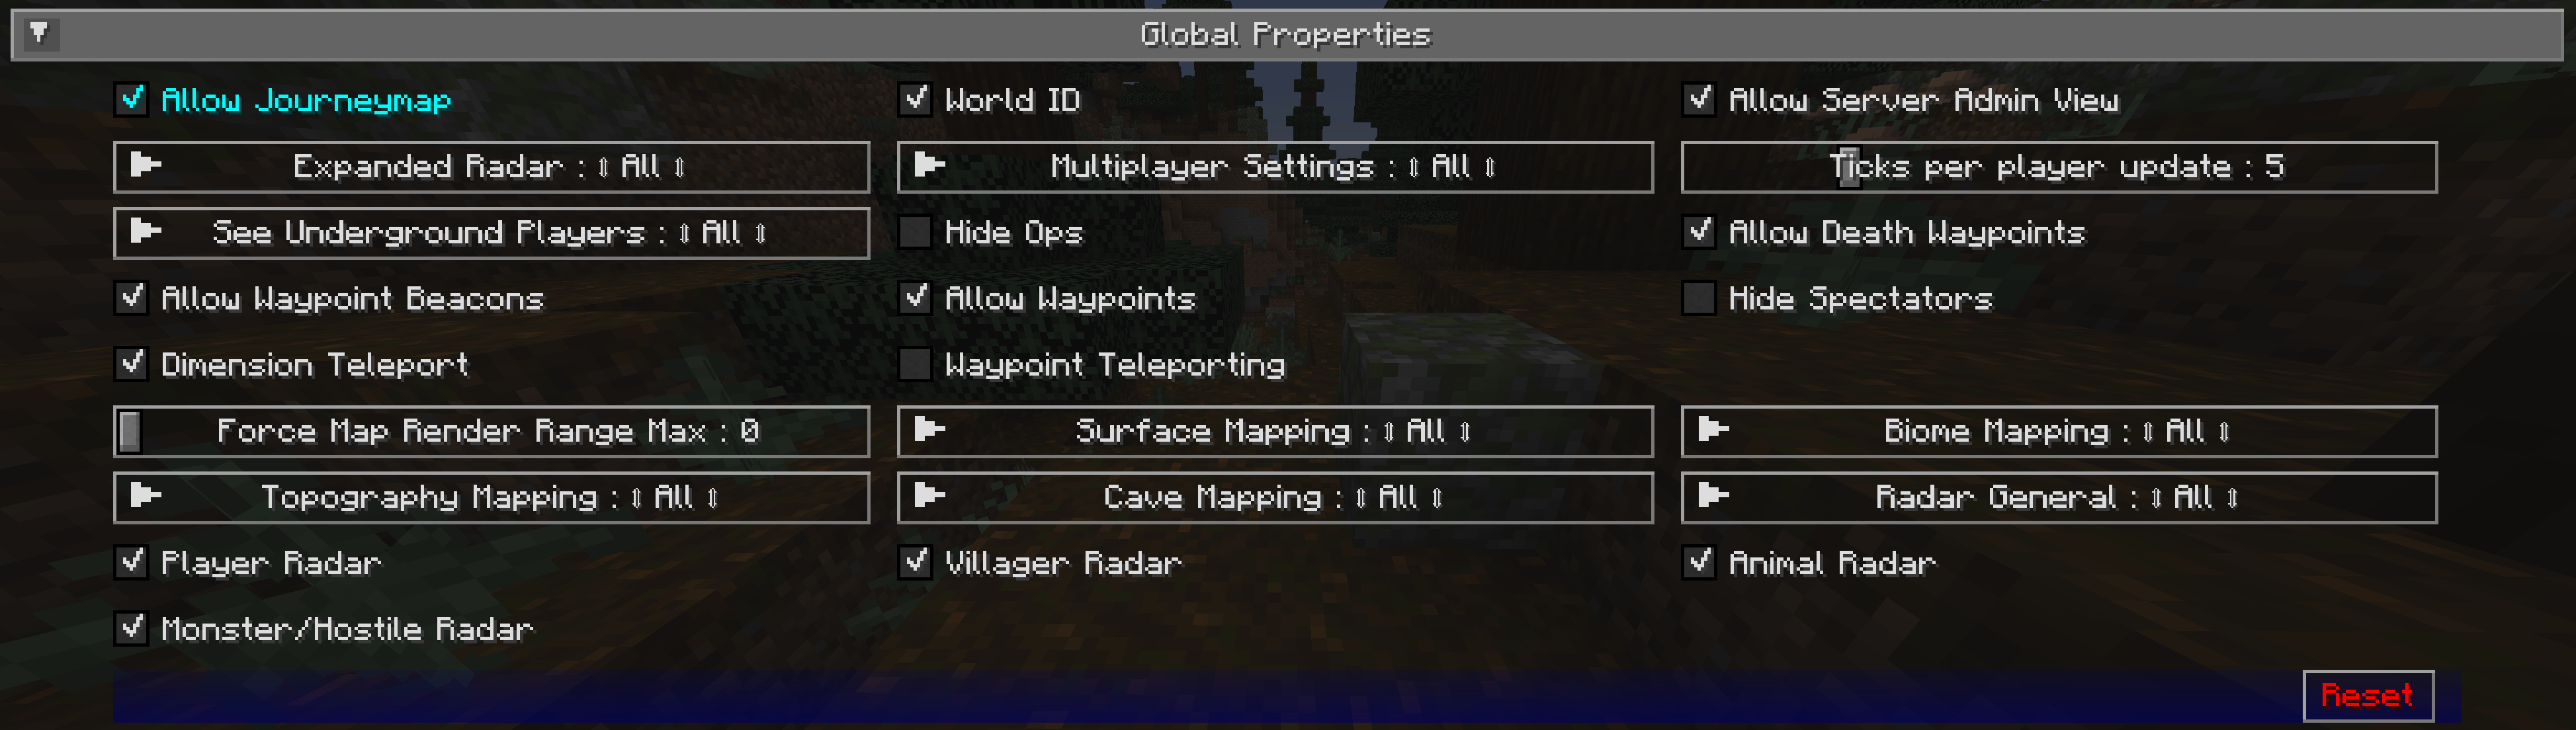 Global Properties
Allow Journeymap
World ID
Allow Server Admin View
Expanded Radar : ⇕ All ⇕
Multiplayer Settings : ⇕ All ⇕
Ticks per player update : 5
See Underground Players : ⇕ All ⇕
Hide Ops
Allow Death Waypoints
Allow Waypoint Beacons
Allow Waypoints
Hide Spectators
Dimension Teleport
Waypoint Teleporting
Force Map Render Range Max : 0
Surface Mapping : ⇕ All ⇕
Biome Mapping : ⇕ All ⇕
Topography Mapping : ⇕ All ⇕
Cave Mapping : ⇕ All ⇕
Radar General : ⇕ All ⇕
Player Radar
Villager Radar
Animal Radar
Monster/Hostile Radar
Reset